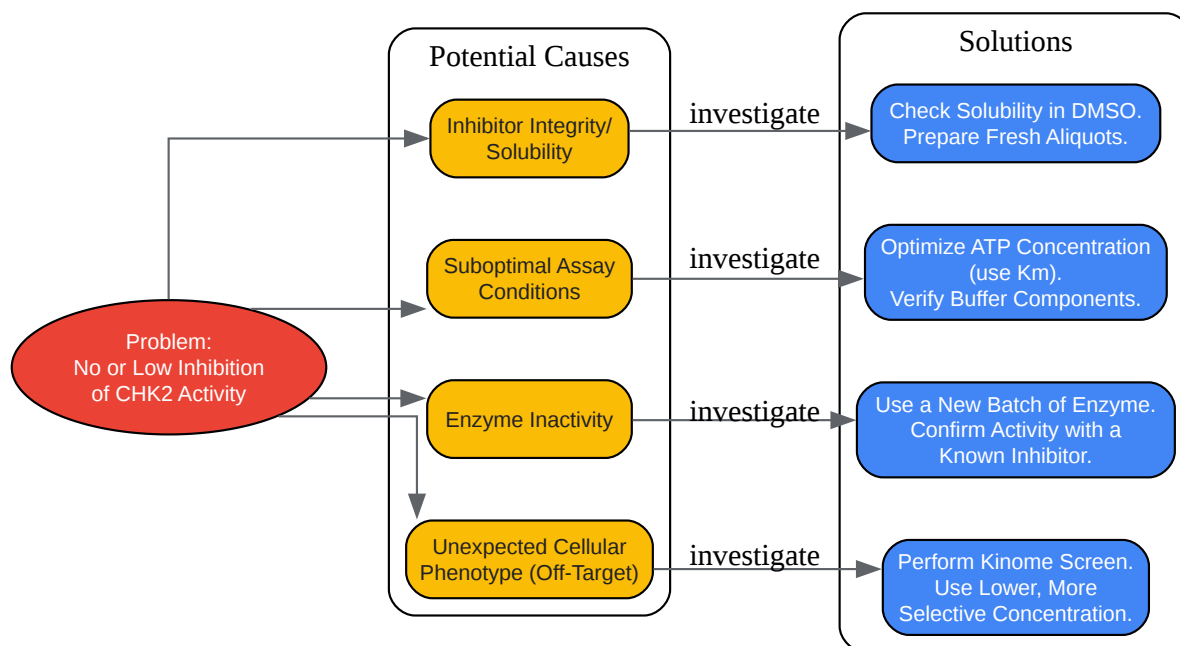 Potential Causes
Solutions
Inhibitor Integrity/
Solubility
investigate
Check Solubility in DMSO.
Prepare Fresh Aliquots.
Suboptimal Assay
Conditions
investigate
Optimize ATP Concentration
(use Km).
Verify Buffer Components.
Problem:
No or Low Inhibition
of CHK2 Activity
Enzyme Inactivity
investigate
Use a New Batch of Enzyme.
Confirm Activity with a
Known Inhibitor.
Unexpected Cellular
Phenotype (Off-Target)
investigate
Perform Kinome Screen.
Use Lower, More
Selective Concentration.